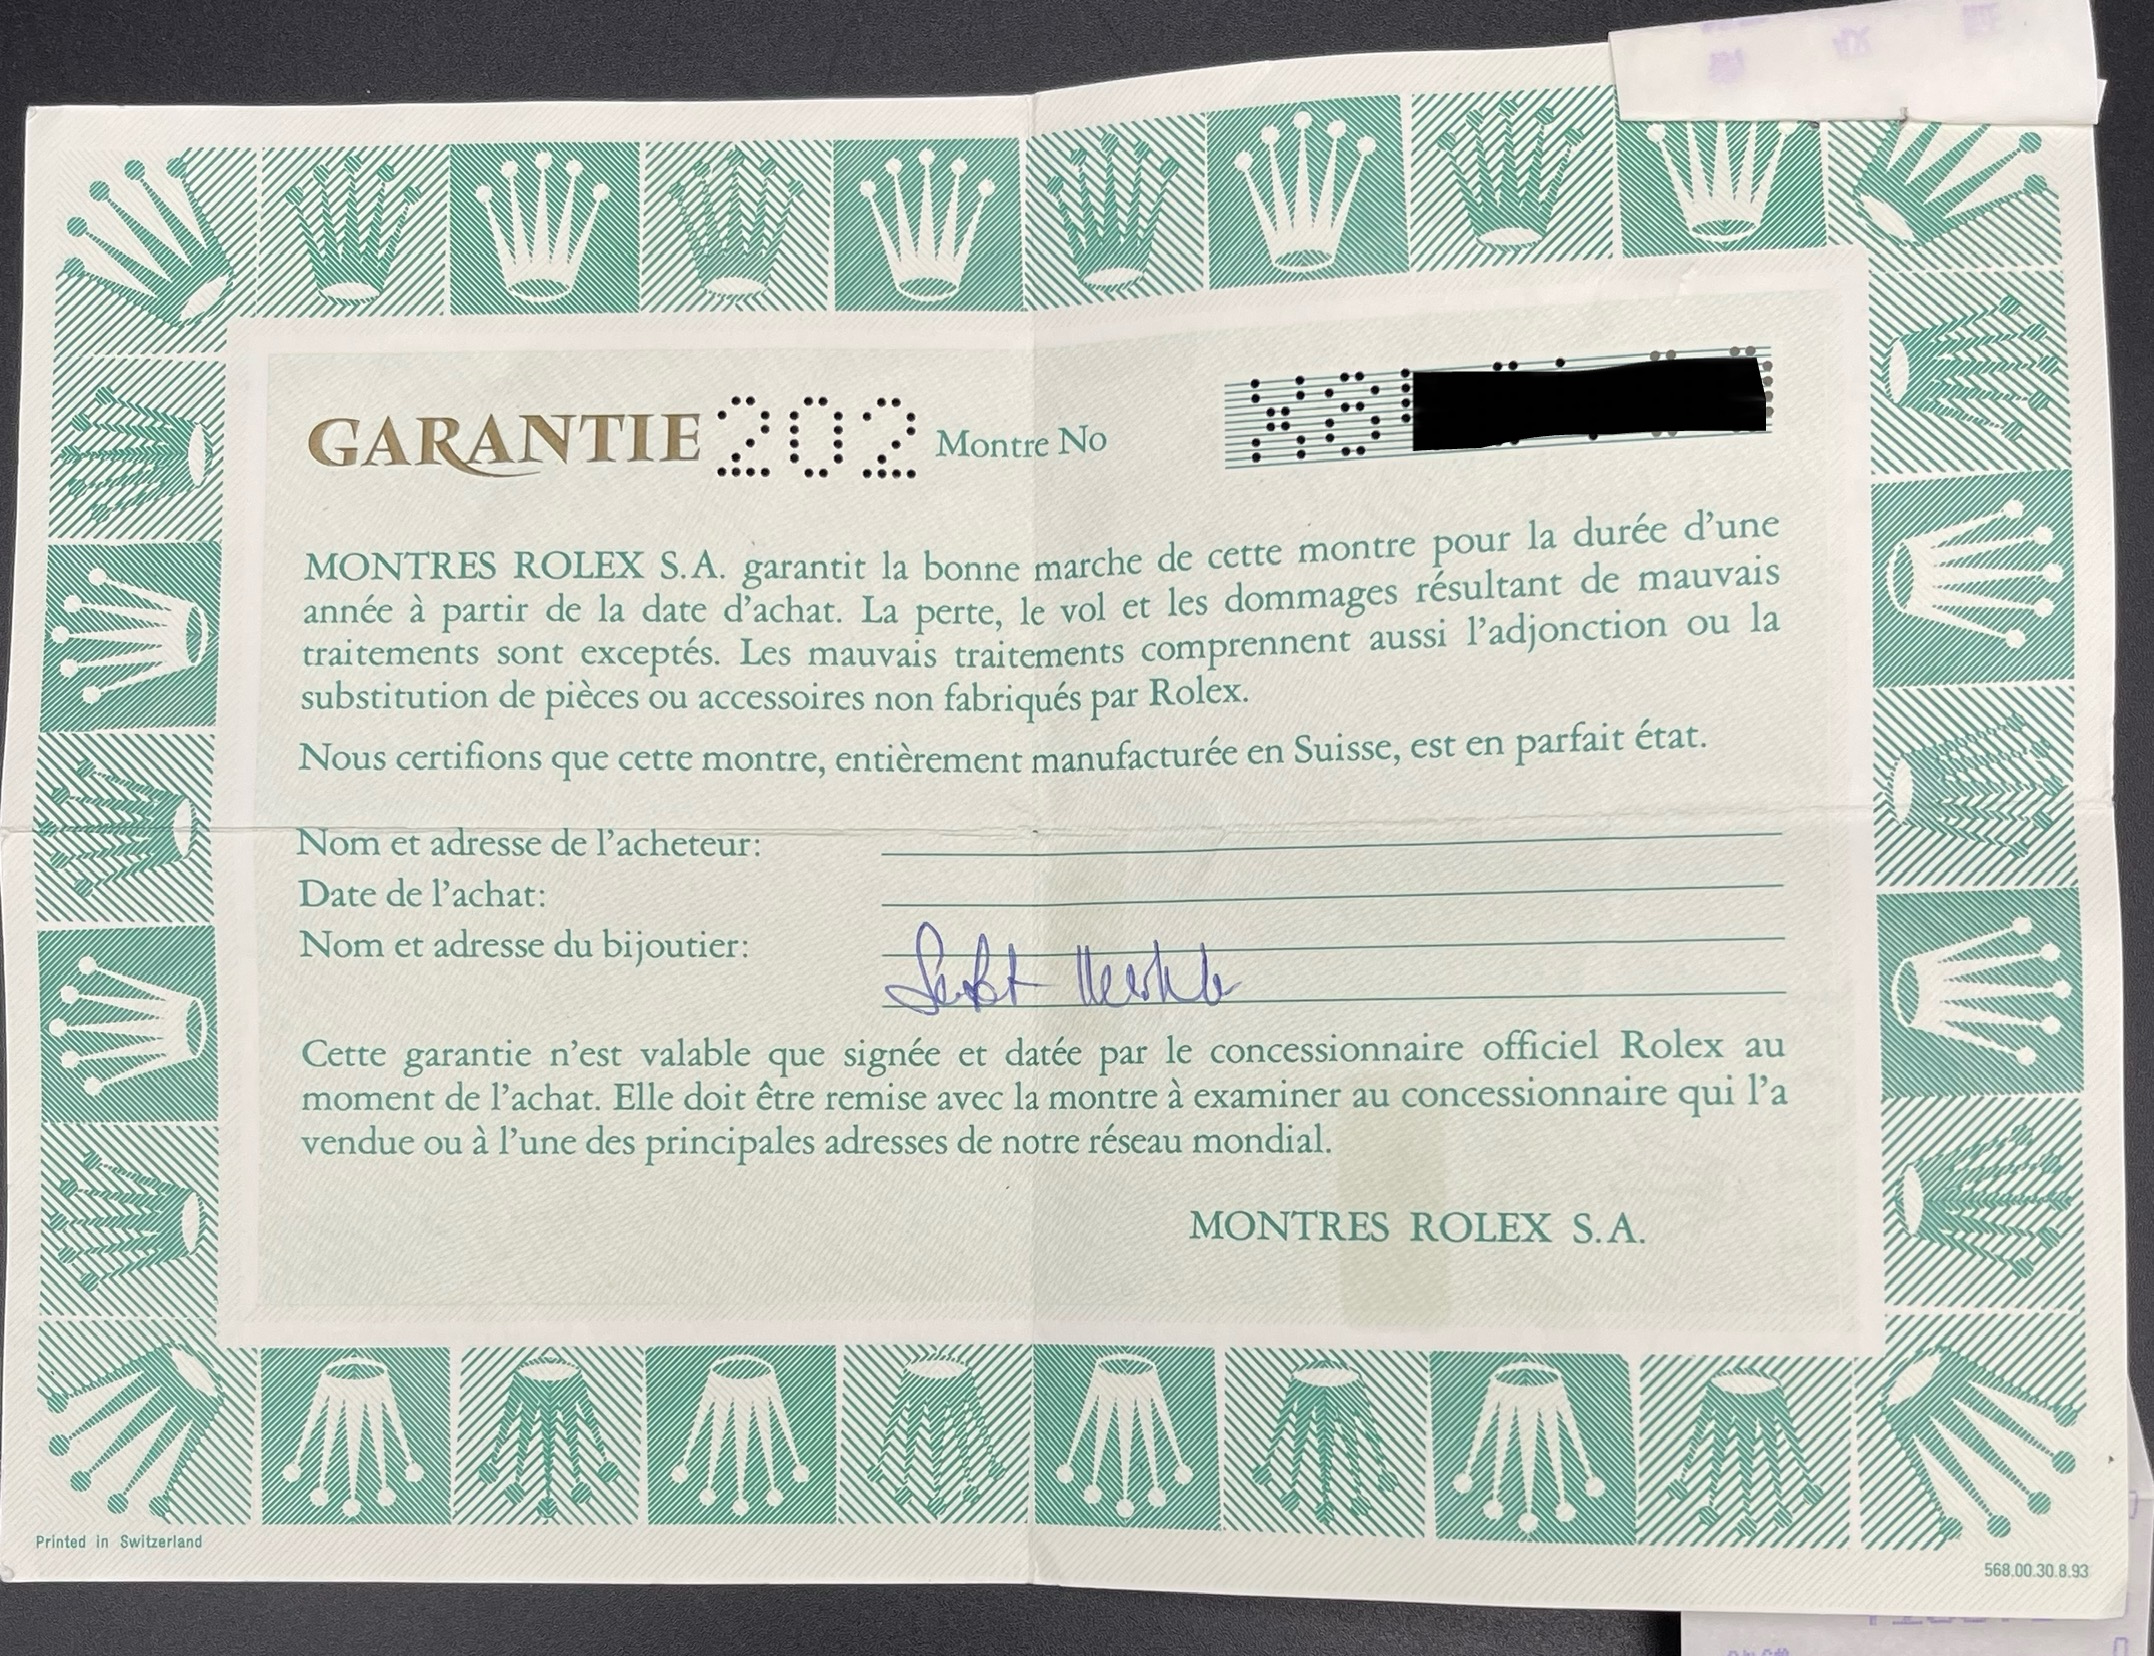 GARANTIE 202 Montre No N8
MONTRES ROLEX S.A. garantit la bonne marche de cette montre pour la durée d'une
année à partir de la date d'achat. La perte, le vol et les dommages résultant de mauvais
traitements sont exceptés. Les mauvais traitements comprennent aussi l'adjonction ou la
substitution de pièces ou accessoires non fabriqués par Rolex.
Nous certifions que cette montre, entièrement manufacturée en Suisse, est en parfait état.
Nom et adresse de l'acheteur:
Date de l'achat:
Nom et adresse du bijoutier:
Cette garantie n'est valable que signée et datée par le concessionnaire officiel Rolex au
moment de l'achat. Elle doit être remise avec la montre à examiner au concessionnaire qui l'a
vendue ou à l'une des principales adresses de notre réseau mondial.
MONTRES ROLEX S.A.
Printed in Switzerland
568.00.30.8.93